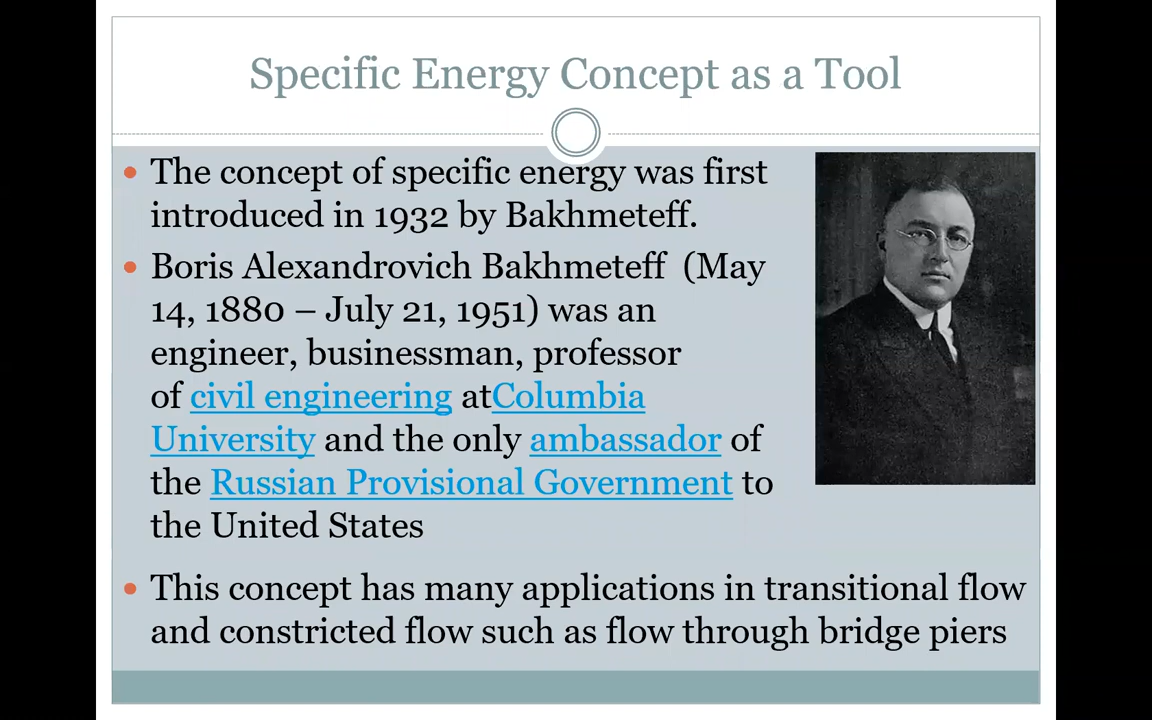 Specific Energy Concept as a Tool
• The concept of specific energy was first
introduced in 1932 by Bakhmeteff.
• Boris Alexandrovich Bakhmeteff (May
14, 1880 – July 21, 1951) was an
engineer, businessman, professor
of civil engineering atColumbia
University and the only ambassador of
the Russian Provisional Government to
the United States
• This concept has many applications in transitional flow
and constricted flow such as flow through bridge piers